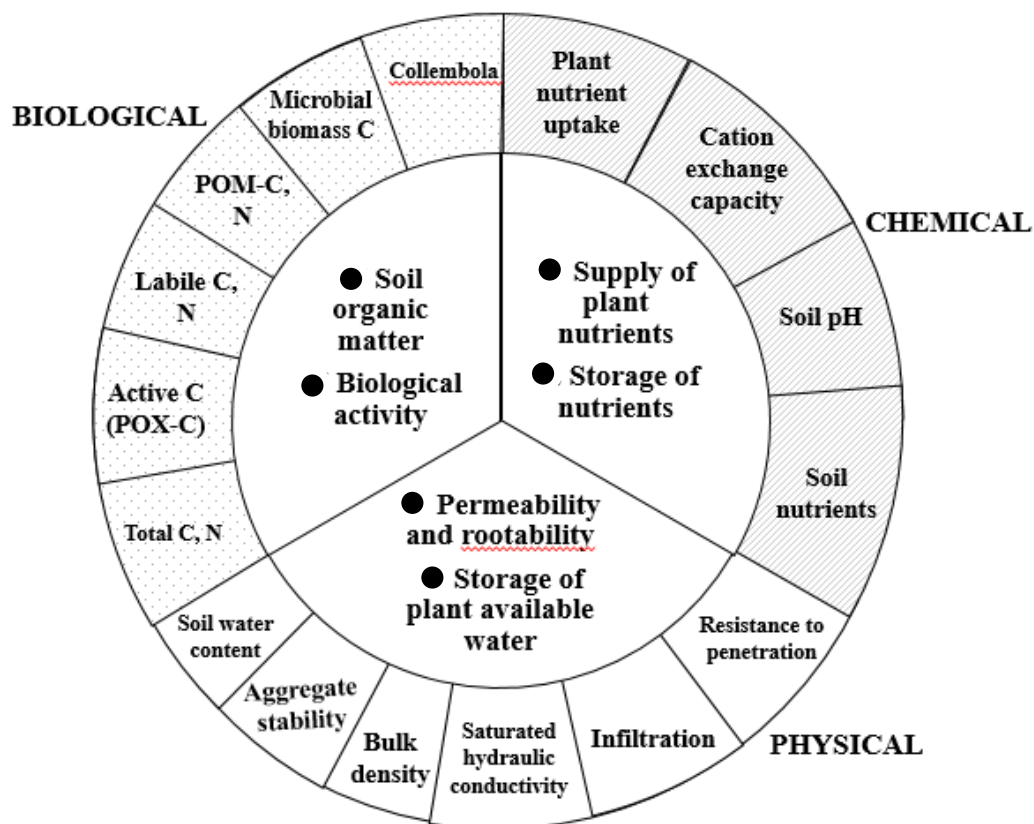 BIOLOGICAL
Collembola
Microbial
biomass C
POM-C,
N
Labile C,
N
Active C
(POX-C)
Total C, N
Soil
organic
matter
Biological
activity
CHEMICAL
Plant
nutrient
uptake
Cation
exchange
capacity
Soil pH
Soil
nutrients
Supply of
plant
nutrients
Storage of
nutrients
PHYSICAL
Permeability
and rootability
Storage of
plant available
water
Soil water
content
Aggregate
stability
Bulk
density
Saturated
hydraulic
conductivity
Infiltration
Resistance to
penetration